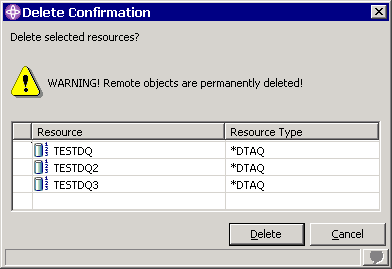 Delete Confirmation
Delete selected resources?
WARNING! Remote objects are permanently deleted!
Resource Resource Type
TESTDQ *DTAQ
TESTDQ2 *DTAQ
TESTDQ3 *DTAQ
Delete Cancel